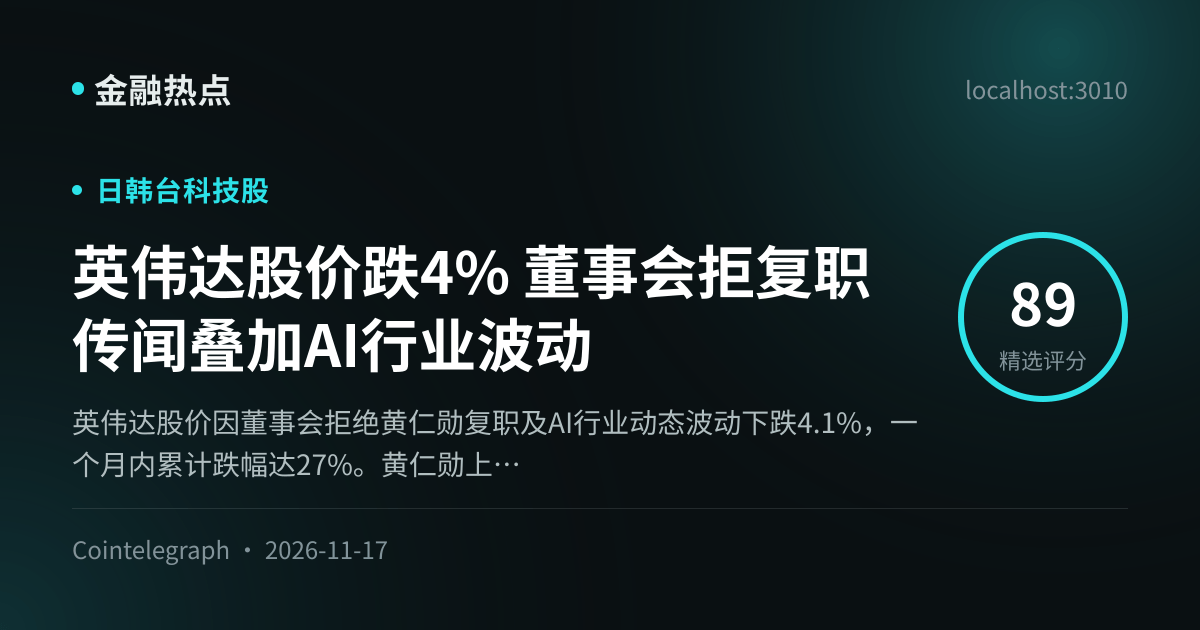 金融热点
localhost:3010
日韩台科技股
英伟达股价跌4% 董事会拒复职
传闻叠加AI行业波动
89
精选评分
英伟达股价因董事会拒绝黄仁勋复职及AI行业动态波动下跌4.1%，一
个月内累计跌幅达27%。黄仁勋上…
Cointelegraph · 2026-11-17